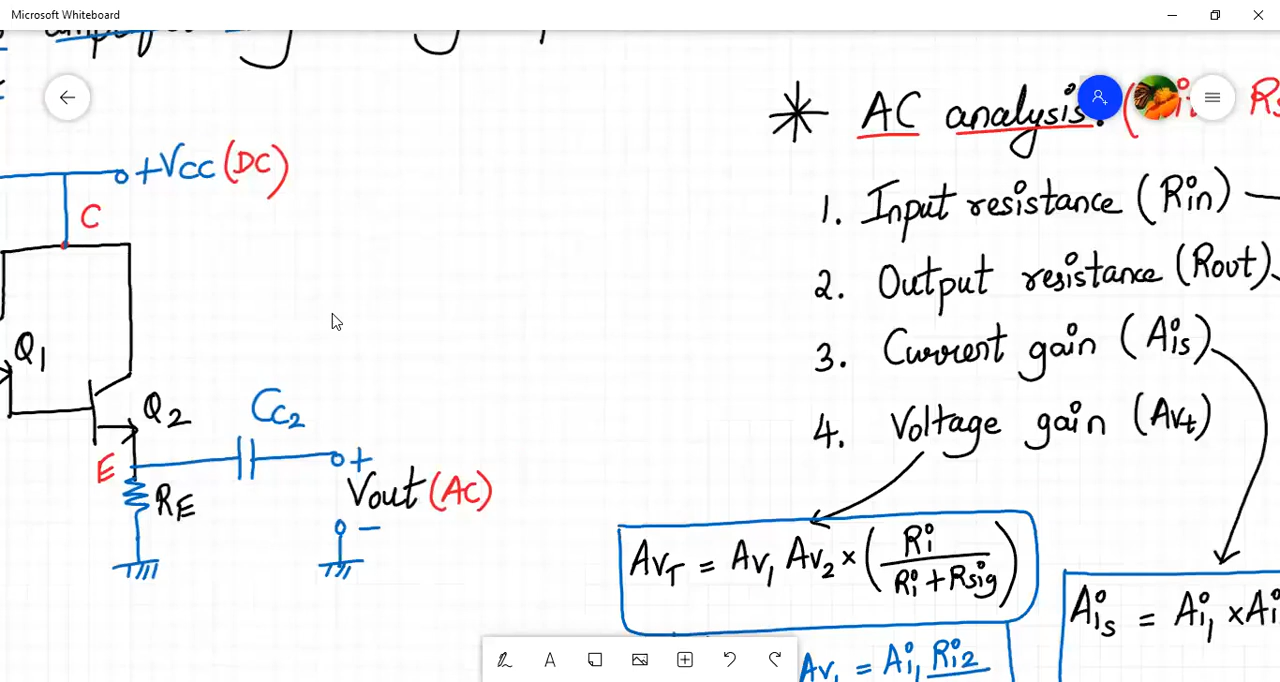 Microsoft Whiteboard
+VCC (DC)
C
Q1
Q2
CC2
E
RE
+
Vout (AC)
−
* AC analysis:
1. Input resistance (Rin)
2. Output resistance (Rout)
3. Current gain (Ais)
4. Voltage gain (Avt)
AVT = AV1 AV2 × (Ri / Ri + Rsig)
Ais = Ai1 × Ai
AV1 = Ai1 Ri2